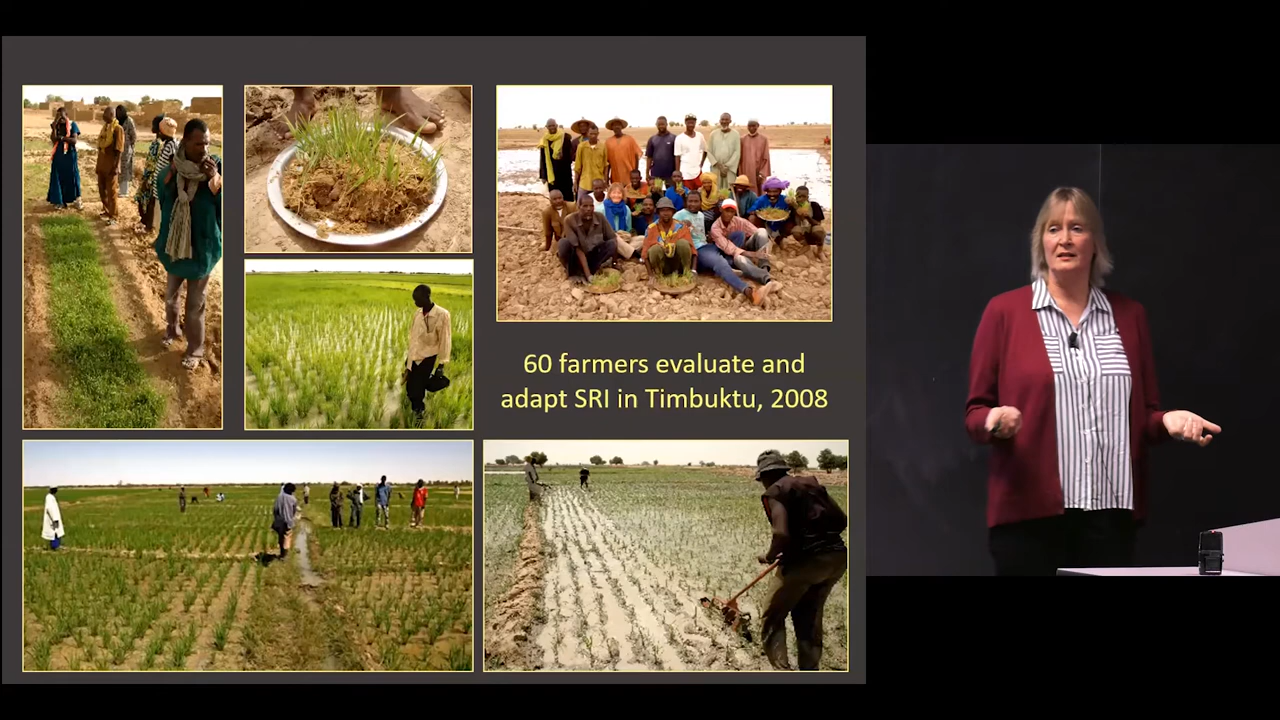 60 farmers evaluate and
adapt SRI in Timbuktu, 2008